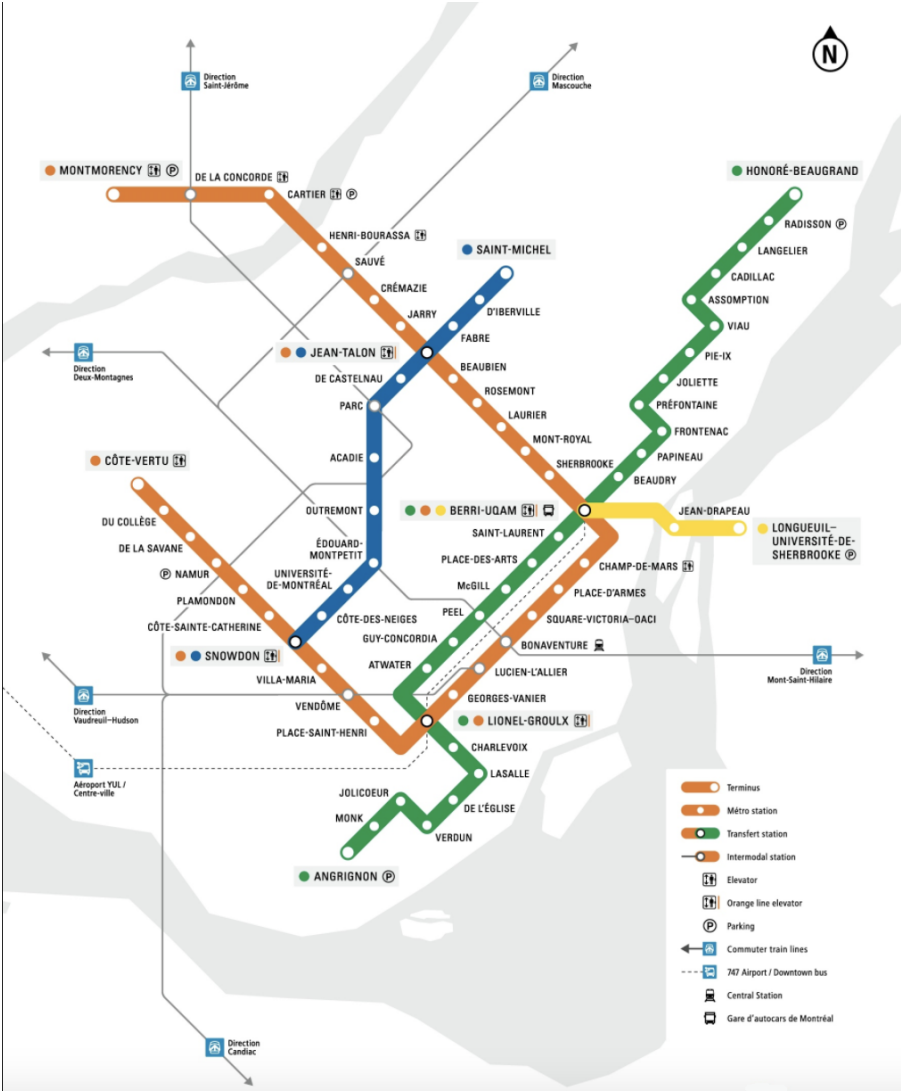 N
Direction
Saint-Jérôme
Direction
Mascouche
MONTMORENCY P
DE LA CONCORDE
CARTIER P
HONORÉ-BEAUGRAND
RADISSON P
HENRI-BOURASSA
SAINT-MICHEL
LANGELIER
SAUVÉ
CADILLAC
CRÉMAZIE
ASSOMPTION
D'IBERVILLE
JARRY
VIAU
FABRE
Direction
Deux-Montagnes
JEAN-TALON
PIE-IX
BEAUBIEN
DE CASTELNAU
JOLIETTE
ROSEMONT
PARC
PRÉFONTAINE
LAURIER
FRONTENAC
MONT-ROYAL
ACADIE
PAPINEAU
CÔTE-VERTU
SHERBROOKE
BEAUDRY
DU COLLÈGE
OUTREMONT
BERRI-UQAM
JEAN-DRAPEAU
LONGUEUIL–
UNIVERSITÉ-DE-
SHERBROOKE P
SAINT-LAURENT
DE LA SAVANE
ÉDOUARD-
MONTPETIT
PLACE-DES-ARTS
CHAMP-DE-MARS
P NAMUR
UNIVERSITÉ-
DE-MONTRÉAL
McGILL
PLACE-D'ARMES
PLAMONDON
PEEL
SQUARE-VICTORIA–OACI
CÔTE-SAINTE-CATHERINE
CÔTE-DES-NEIGES
GUY-CONCORDIA
BONAVENTURE
SNOWDON
ATWATER
LUCIEN-L'ALLIER
Direction
Mont-Saint-Hilaire
VILLA-MARIA
GEORGES-VANIER
VENDÔME
Direction
Vaudreuil–Hudson
LIONEL-GROULX
PLACE-SAINT-HENRI
CHARLEVOIX
LASALLE
Aéroport YUL /
Centre-ville
JOLICOEUR
DE L'ÉGLISE
MONK
VERDUN
ANGRIGNON P
Direction
Candiac
Terminus
Métro station
Transfert station
Intermodal station
Elevator
Orange line elevator
P Parking
Commuter train lines
747 Airport / Downtown bus
Central Station
Gare d'autocars de Montréal